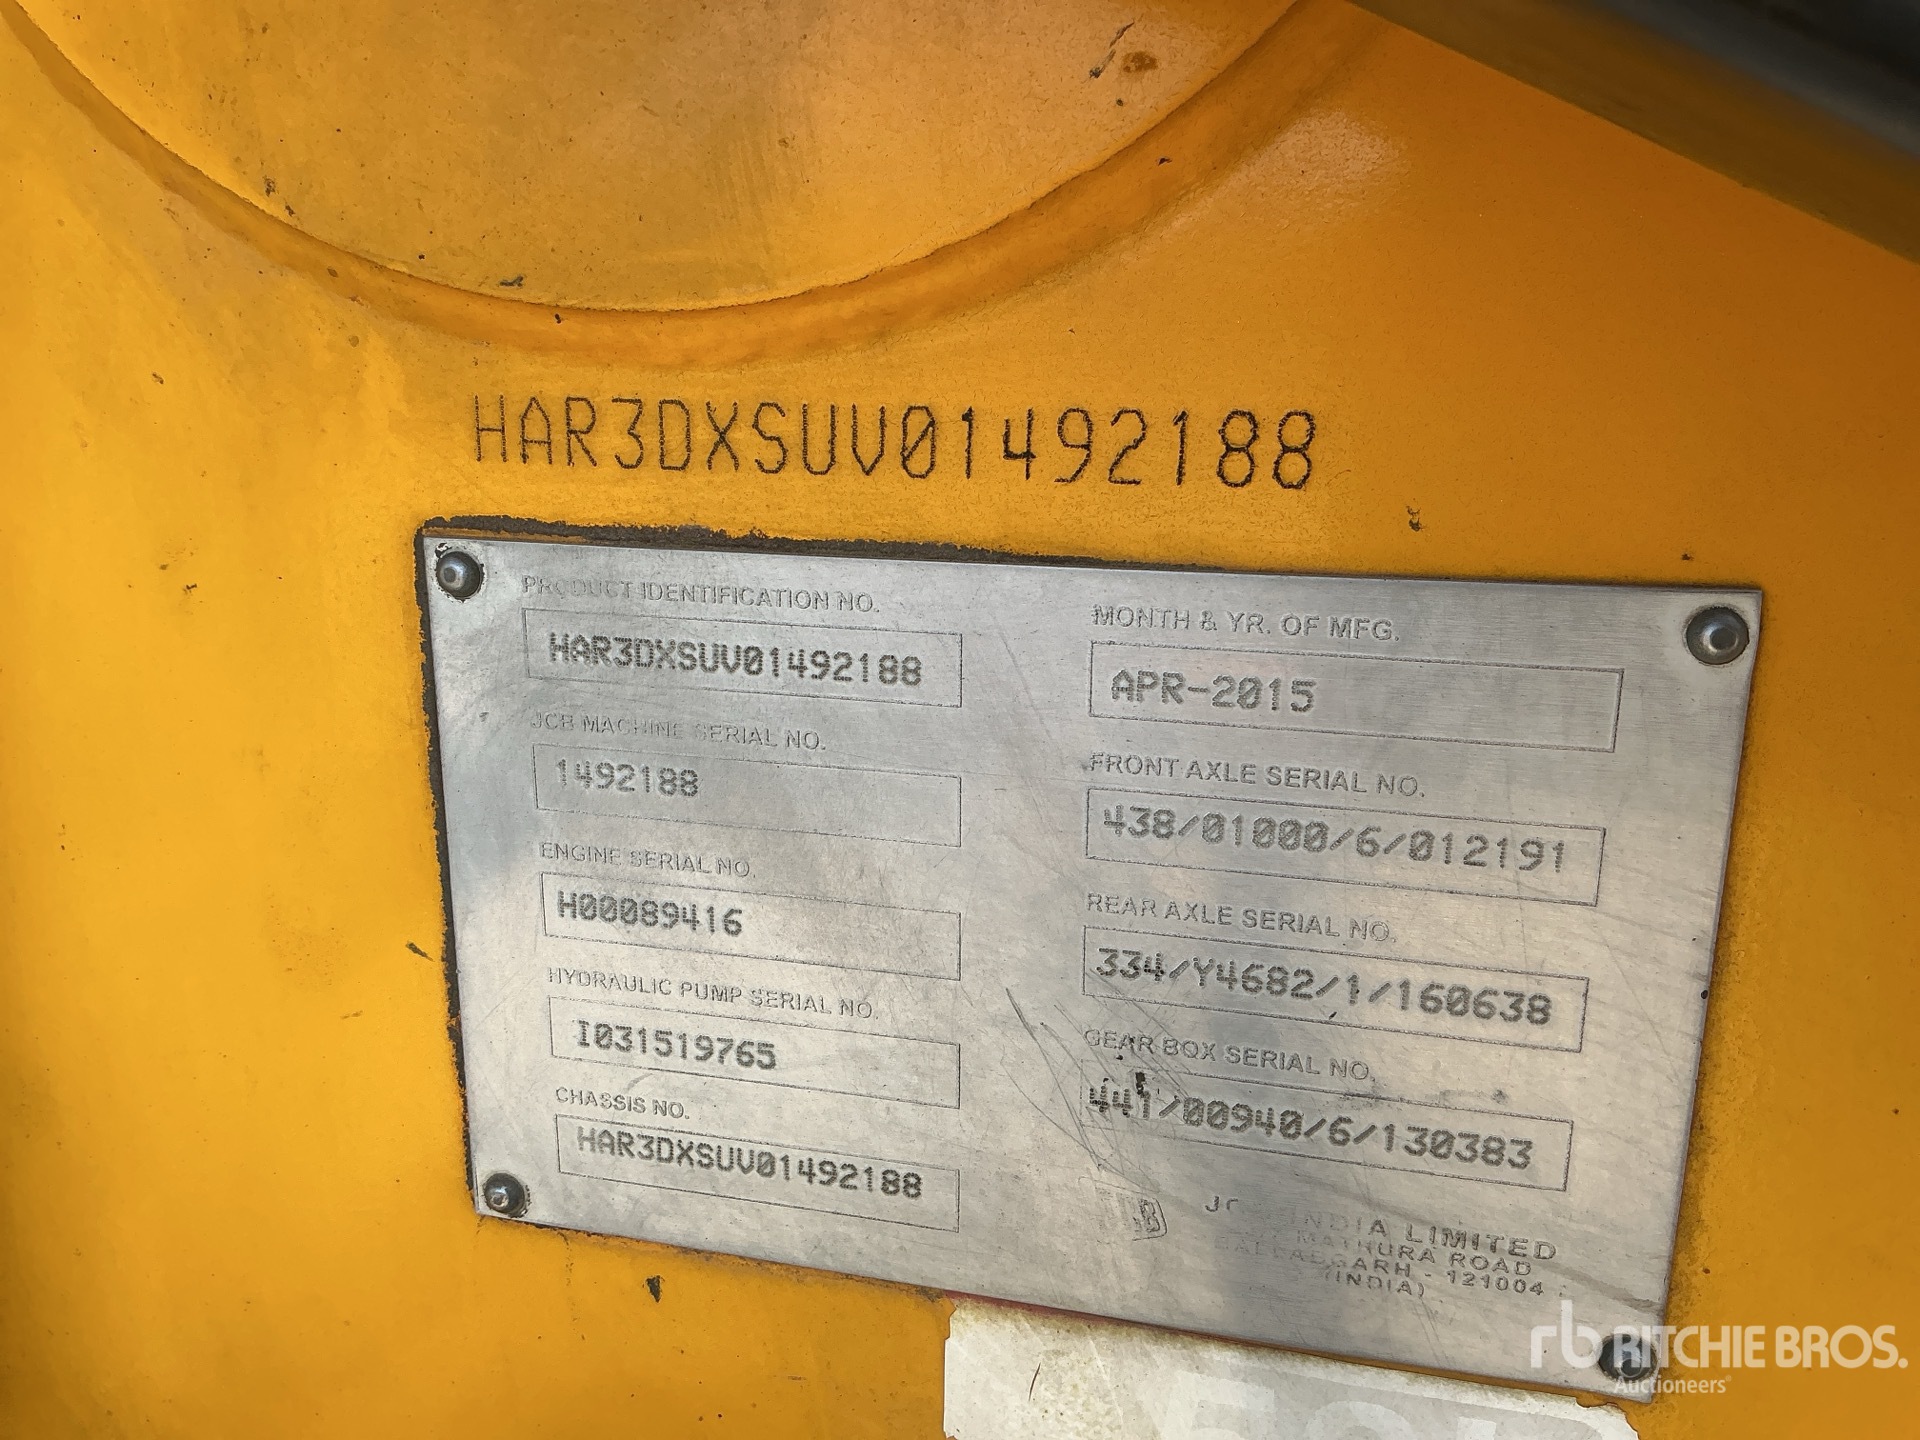 HAR3DXSUV01492188
PRODUCT IDENTIFICATION NO.
HAR3DXSUV01492188
JCB MACHINE SERIAL NO.
1492188
ENGINE SERIAL NO.
H00089416
HYDRAULIC PUMP SERIAL NO.
I031519765
CHASSIS NO.
HAR3DXSUV01492188
MONTH & YR. OF MFG.
APR-2015
FRONT AXLE SERIAL NO.
438/01000/6/012191
REAR AXLE SERIAL NO.
334/Y4682/1/160638
GEAR BOX SERIAL NO.
441/00940/6/130383
INDIA LIMITED
MATHURA ROAD
BALLABGARH - 121004
(INDIA)
rb RITCHIE BROS.
Auctioneers